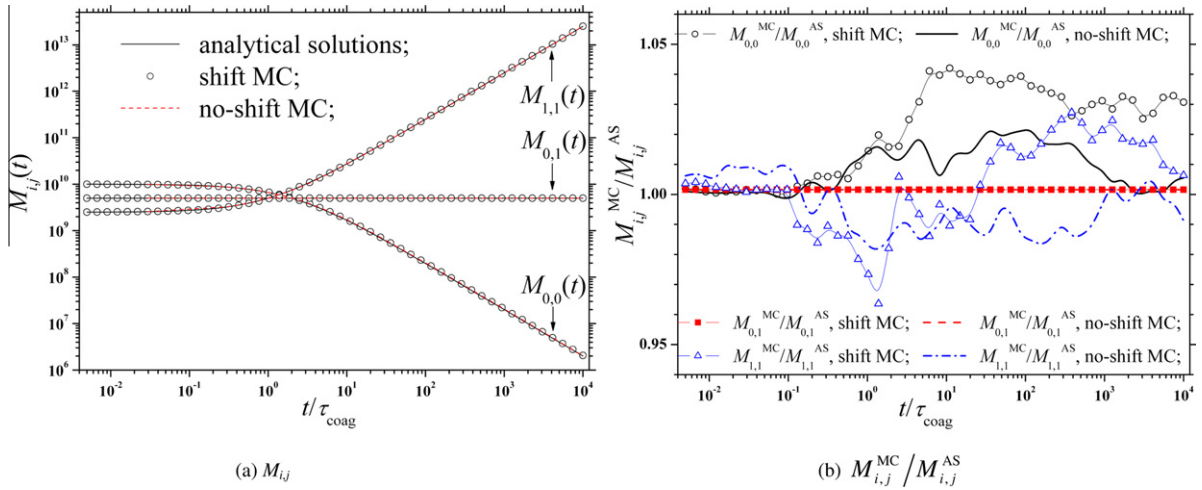 M_{i,j}(t)
10^13
10^12
10^11
10^10
10^9
10^8
10^7
10^6
analytical solutions;
shift MC;
no-shift MC;
M_{1,1}(t)
M_{0,1}(t)
M_{0,0}(t)
10^-2 10^-1 10^0 10^1 10^2 10^3 10^4
t/τ_coag
(a) M_{i,j}
M_{i,j}^MC/M_{i,j}^AS
1.05
1.00
0.95
M_{0,0}^MC/M_{0,0}^AS, shift MC; M_{0,0}^MC/M_{0,0}^AS, no-shift MC;
M_{0,1}^MC/M_{0,1}^AS, shift MC; M_{0,1}^MC/M_{0,1}^AS, no-shift MC;
M_{1,1}^MC/M_{1,1}^AS, shift MC; M_{1,1}^MC/M_{1,1}^AS, no-shift MC;
10^-2 10^-1 10^0 10^1 10^2 10^3 10^4
t/τ_coag
(b) M_{i,j}^MC/M_{i,j}^AS